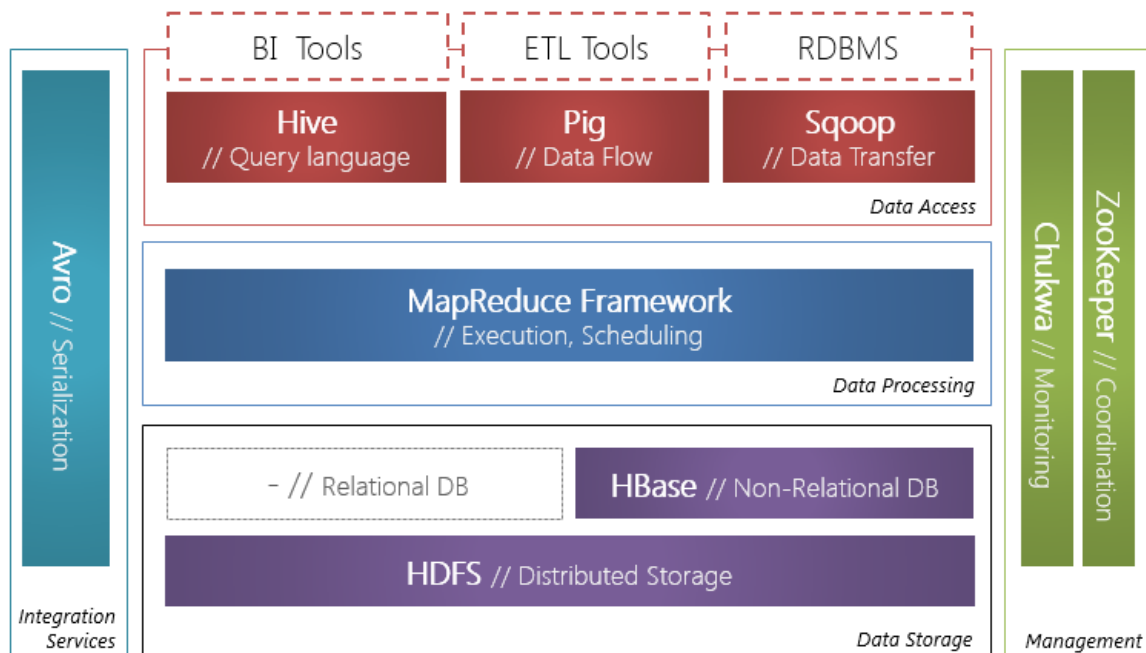 BI Tools
ETL Tools
RDBMS
Hive
// Query language
Pig
// Data Flow
Sqoop
// Data Transfer
Data Access
MapReduce Framework
// Execution, Scheduling
Data Processing
- // Relational DB
HBase // Non-Relational DB
HDFS // Distributed Storage
Data Storage
Avro // Serialization
Integration
Services
Chukwa // Monitoring
ZooKeeper // Coordination
Management